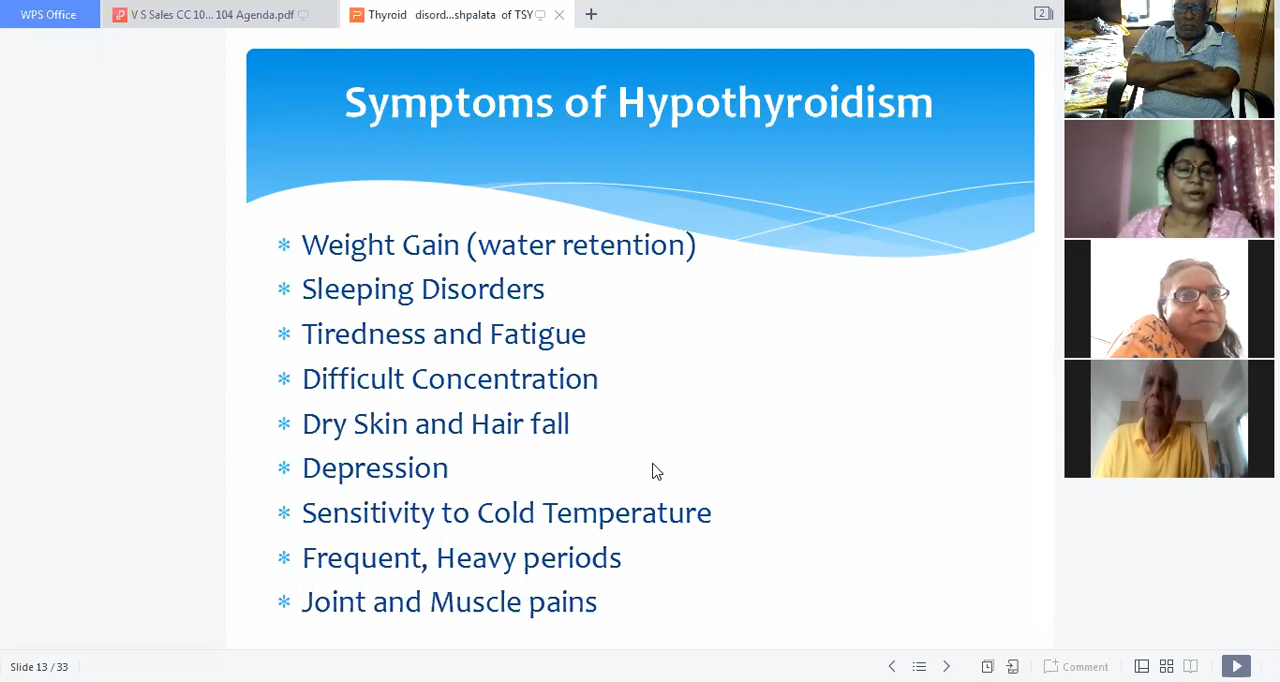 WPS Office
V S Sales CC 10... 104 Agenda.pdf
Thyroid disord...shpalata of TSY
2
Symptoms of Hypothyroidism
Weight Gain (water retention)
Sleeping Disorders
Tiredness and Fatigue
Difficult Concentration
Dry Skin and Hair fall
Depression
Sensitivity to Cold Temperature
Frequent, Heavy periods
Joint and Muscle pains
Slide 13 / 33
Comment